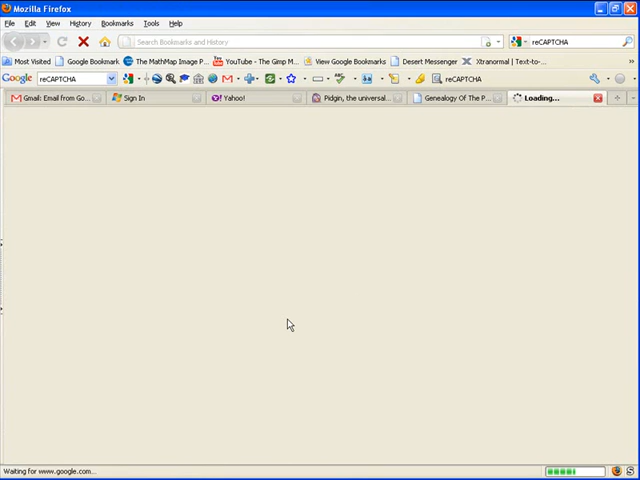 Mozilla Firefox
File Edit View History Bookmarks Tools Help
Search Bookmarks and History reCAPTCHA
Most Visited Google Bookmark The MathMap Image P... YouTube - The Gimp M... View Google Bookmarks Desert Messenger Xtranormal | Text-to-... »
Google reCAPTCHA reCAPTCHA
Gmail: Email from Go... Sign In Yahoo! Pidgin, the universal... Genealogy Of The P... Loading...
Waiting for www.google.com...